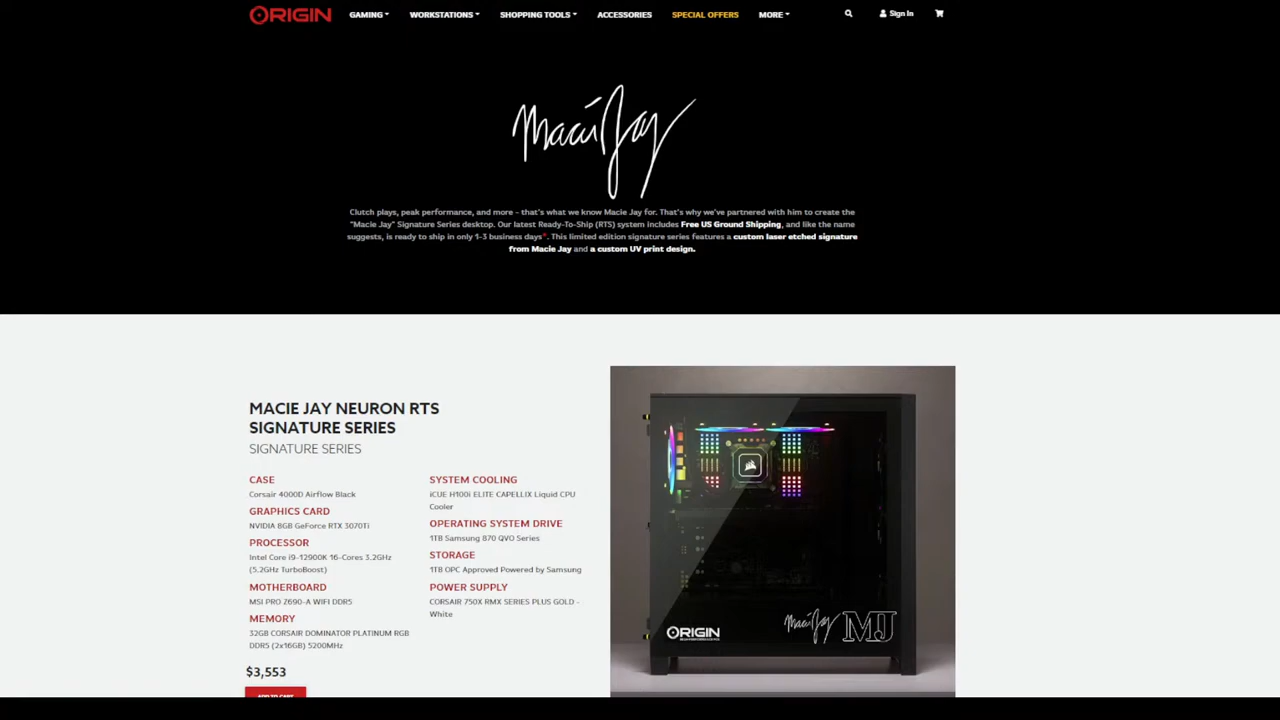 ORIGIN
GAMING
WORKSTATIONS
SHOPPING TOOLS
ACCESSORIES
SPECIAL OFFERS
MORE
Sign In
Macie Jay
Clutch plays, peak performance, and more – that's what we know Macie Jay for. That's why we've partnered with him to create the
"Macie Jay" Signature Series desktop. Our latest Ready-To-Ship (RTS) system includes Free US Ground Shipping, and like the name
suggests, is ready to ship in only 1-3 business days*. This limited edition signature series features a custom laser etched signature
from Macie Jay and a custom UV print design.
MACIE JAY NEURON RTS
SIGNATURE SERIES
SIGNATURE SERIES
CASE
Corsair 4000D Airflow Black
GRAPHICS CARD
NVIDIA 8GB GeForce RTX 3070Ti
PROCESSOR
Intel Core i9-12900K 16-Cores 3.2GHz
(5.2GHz TurboBoost)
MOTHERBOARD
MSI PRO Z690-A WIFI DDR5
MEMORY
32GB CORSAIR DOMINATOR PLATINUM RGB
DDR5 (2x16GB) 5200MHz
SYSTEM COOLING
iCUE H100i ELITE CAPELLIX Liquid CPU
Cooler
OPERATING SYSTEM DRIVE
1TB Samsung 870 QVO Series
STORAGE
1TB OPC Approved Powered by Samsung
POWER SUPPLY
CORSAIR 750X RMX SERIES PLUS GOLD -
White
$3,553
ADD TO CART
ORIGIN
Macie Jay MJ